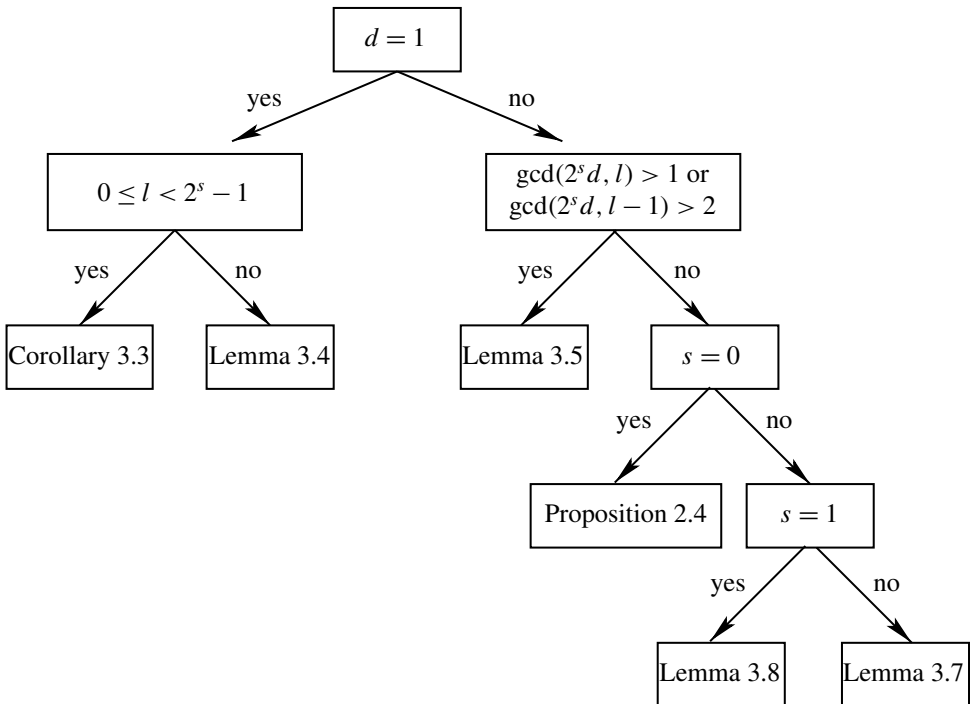 d = 1
yes
no
0 ≤ l < 2^s − 1
gcd(2^s d, l) > 1 or
gcd(2^s d, l − 1) > 2
yes
no
yes
no
Corollary 3.3
Lemma 3.4
Lemma 3.5
s = 0
yes
no
Proposition 2.4
s = 1
yes
no
Lemma 3.8
Lemma 3.7